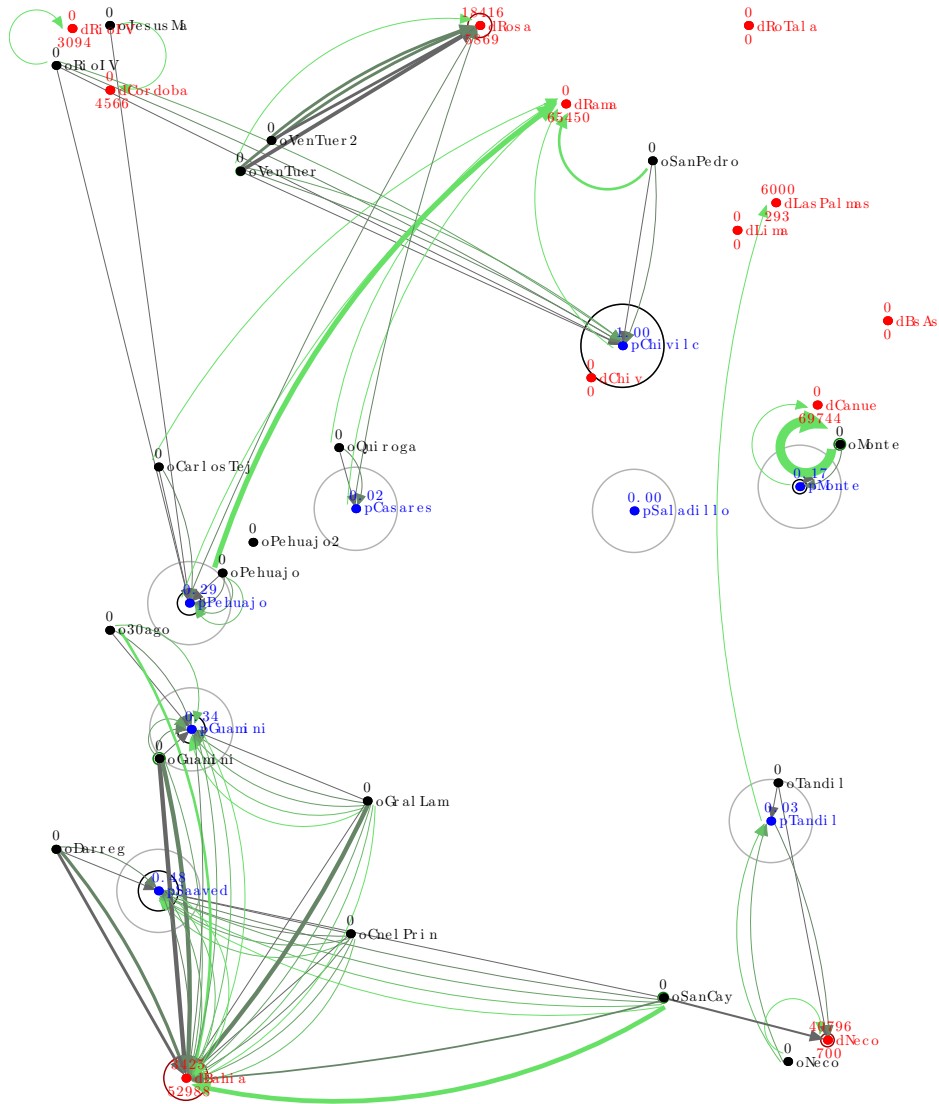 0
dRioIV
3094
0
oJesusMa
0
oRioIV
0
dCordoba
4566
18416
dRosa
6869
0
dRoTala
0
0
dRama
65450
0
oVenTuer2
0
oVenTuer
0
oSanPedro
6000
dLasPalmas
293
0
dLima
0
0
dBsAs
0
1.00
pChivilc
0
dChiv
0
0
dCanue
69744
0
oMonte
0.17
pMonte
0
oQuiroga
0
oCarlosTej
0.02
pCasares
0.00
pSaladillo
0
oPehuajo2
0
oPehuajo
0.29
pPehuajo
0
o30ago
0.34
pGuamini
0
oGuamini
0
oGralLam
0
oTandil
0.03
pTandil
0
oDarreg
0.48
pSaaved
0
oCnelPrin
0
oSanCay
dNeco
700
0
oNeco
dBahia
52988